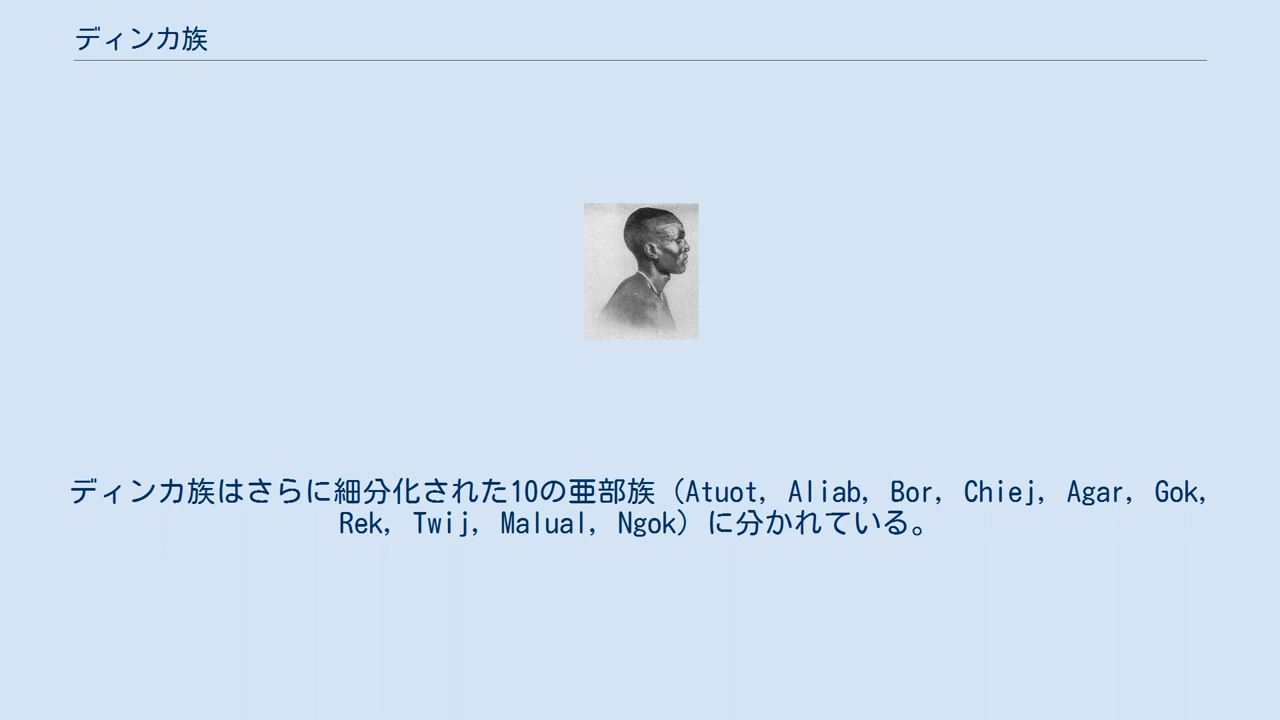 ディンカ族
ディンカ族はさらに細分化された10の亜部族（Atuot, Aliab, Bor, Chiej, Agar, Gok,
Rek, Twij, Malual, Ngok）に分かれている。